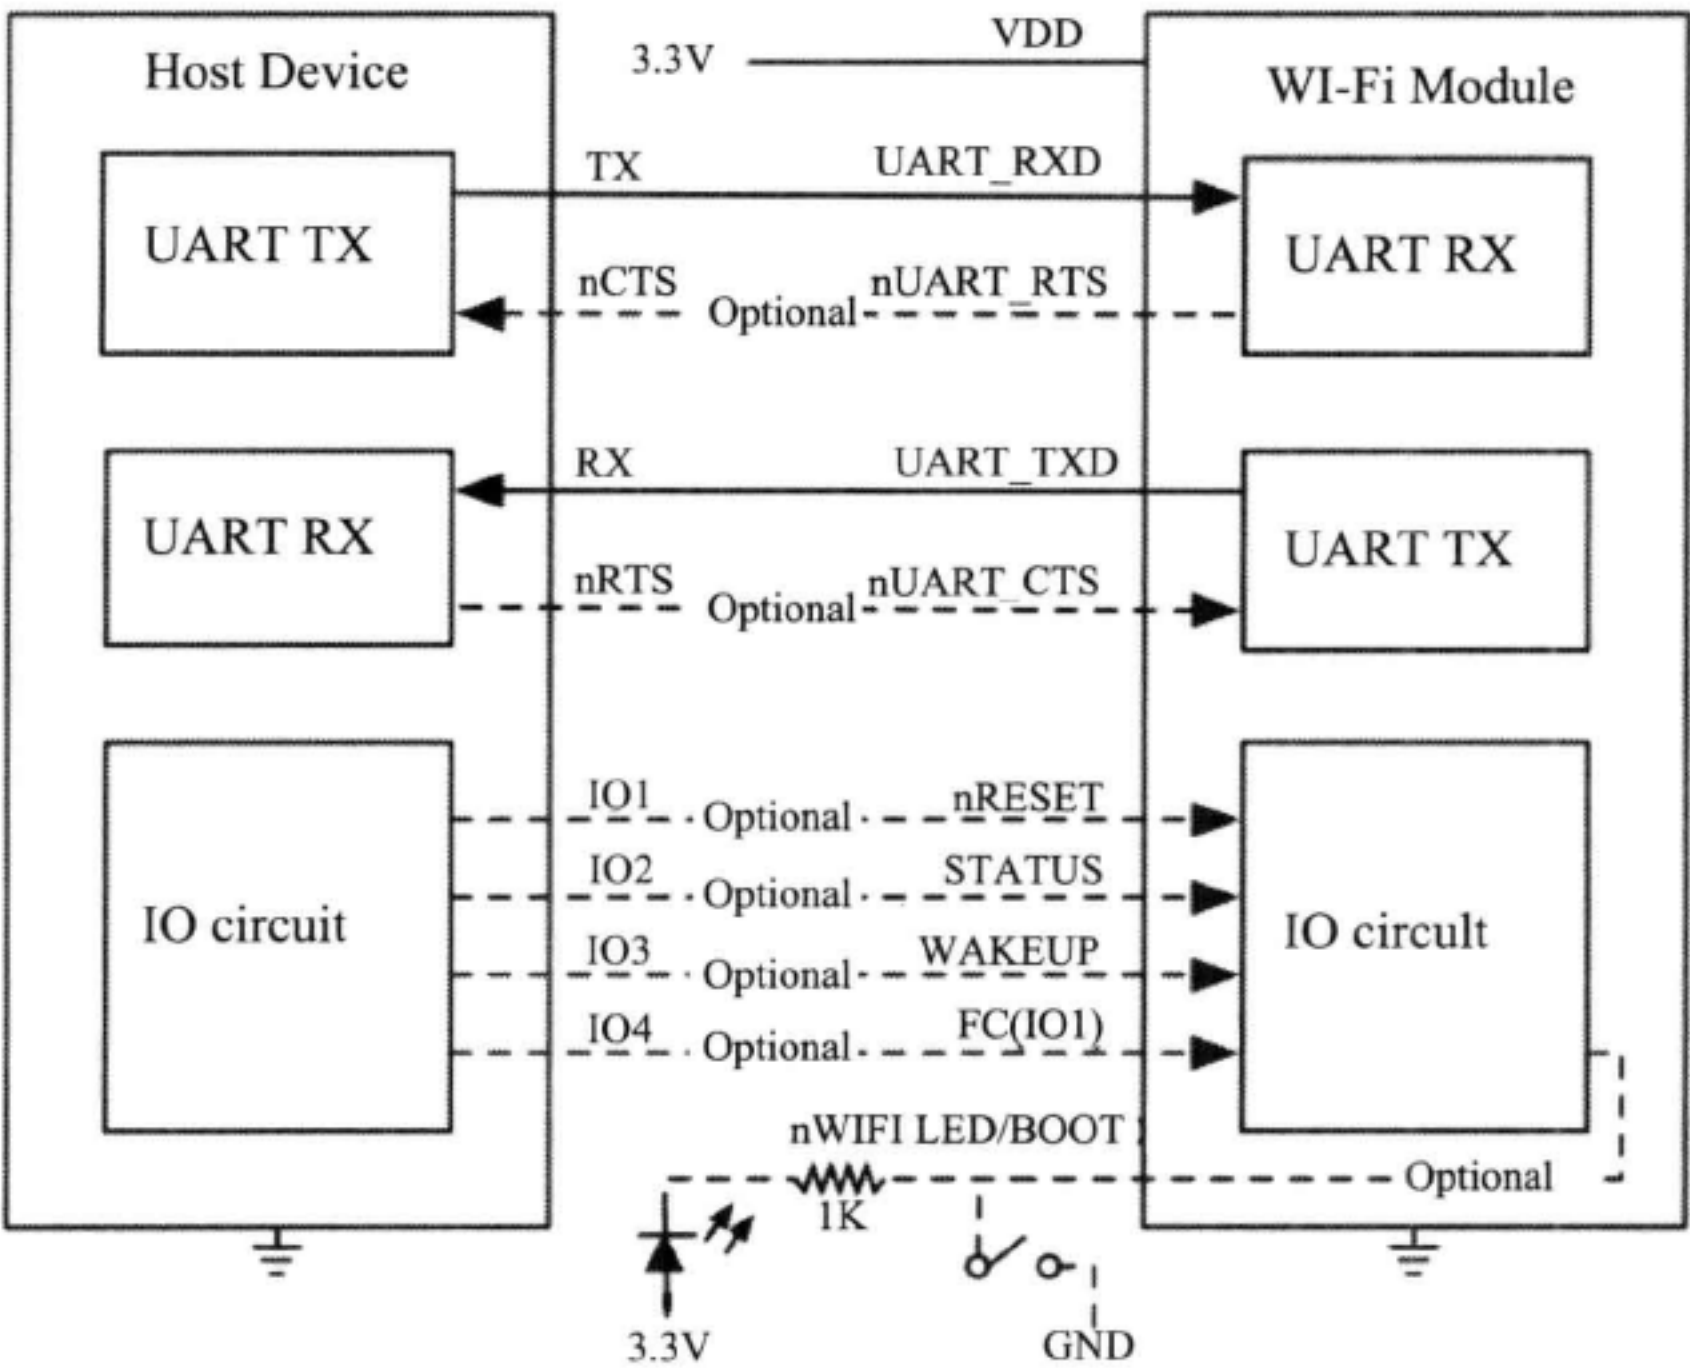 Host Device
3.3V
VDD
WI-Fi Module
TX
UART_RXD
UART TX
UART RX
nCTS
Optional
nUART_RTS
RX
UART_TXD
UART RX
UART TX
nRTS
Optional
nUART_CTS
IO1
Optional
nRESET
IO2
Optional
STATUS
IO circuit
IO circult
IO3
Optional
WAKEUP
IO4
Optional
FC(IO1)
nWIFI LED/BOOT
Optional
1K
3.3V
GND